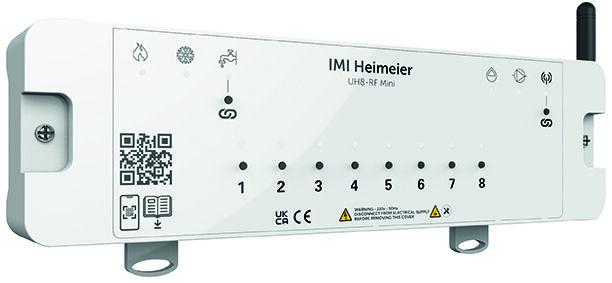 IMI Heimeier
UH8-RF Mini
1 2 3 4 5 6 7 8
UK
CA CE
WARNING - 230v - 50Hz
DISCONNECT FROM ELECTRICAL SUPPLY
BEFORE REMOVING THIS COVER